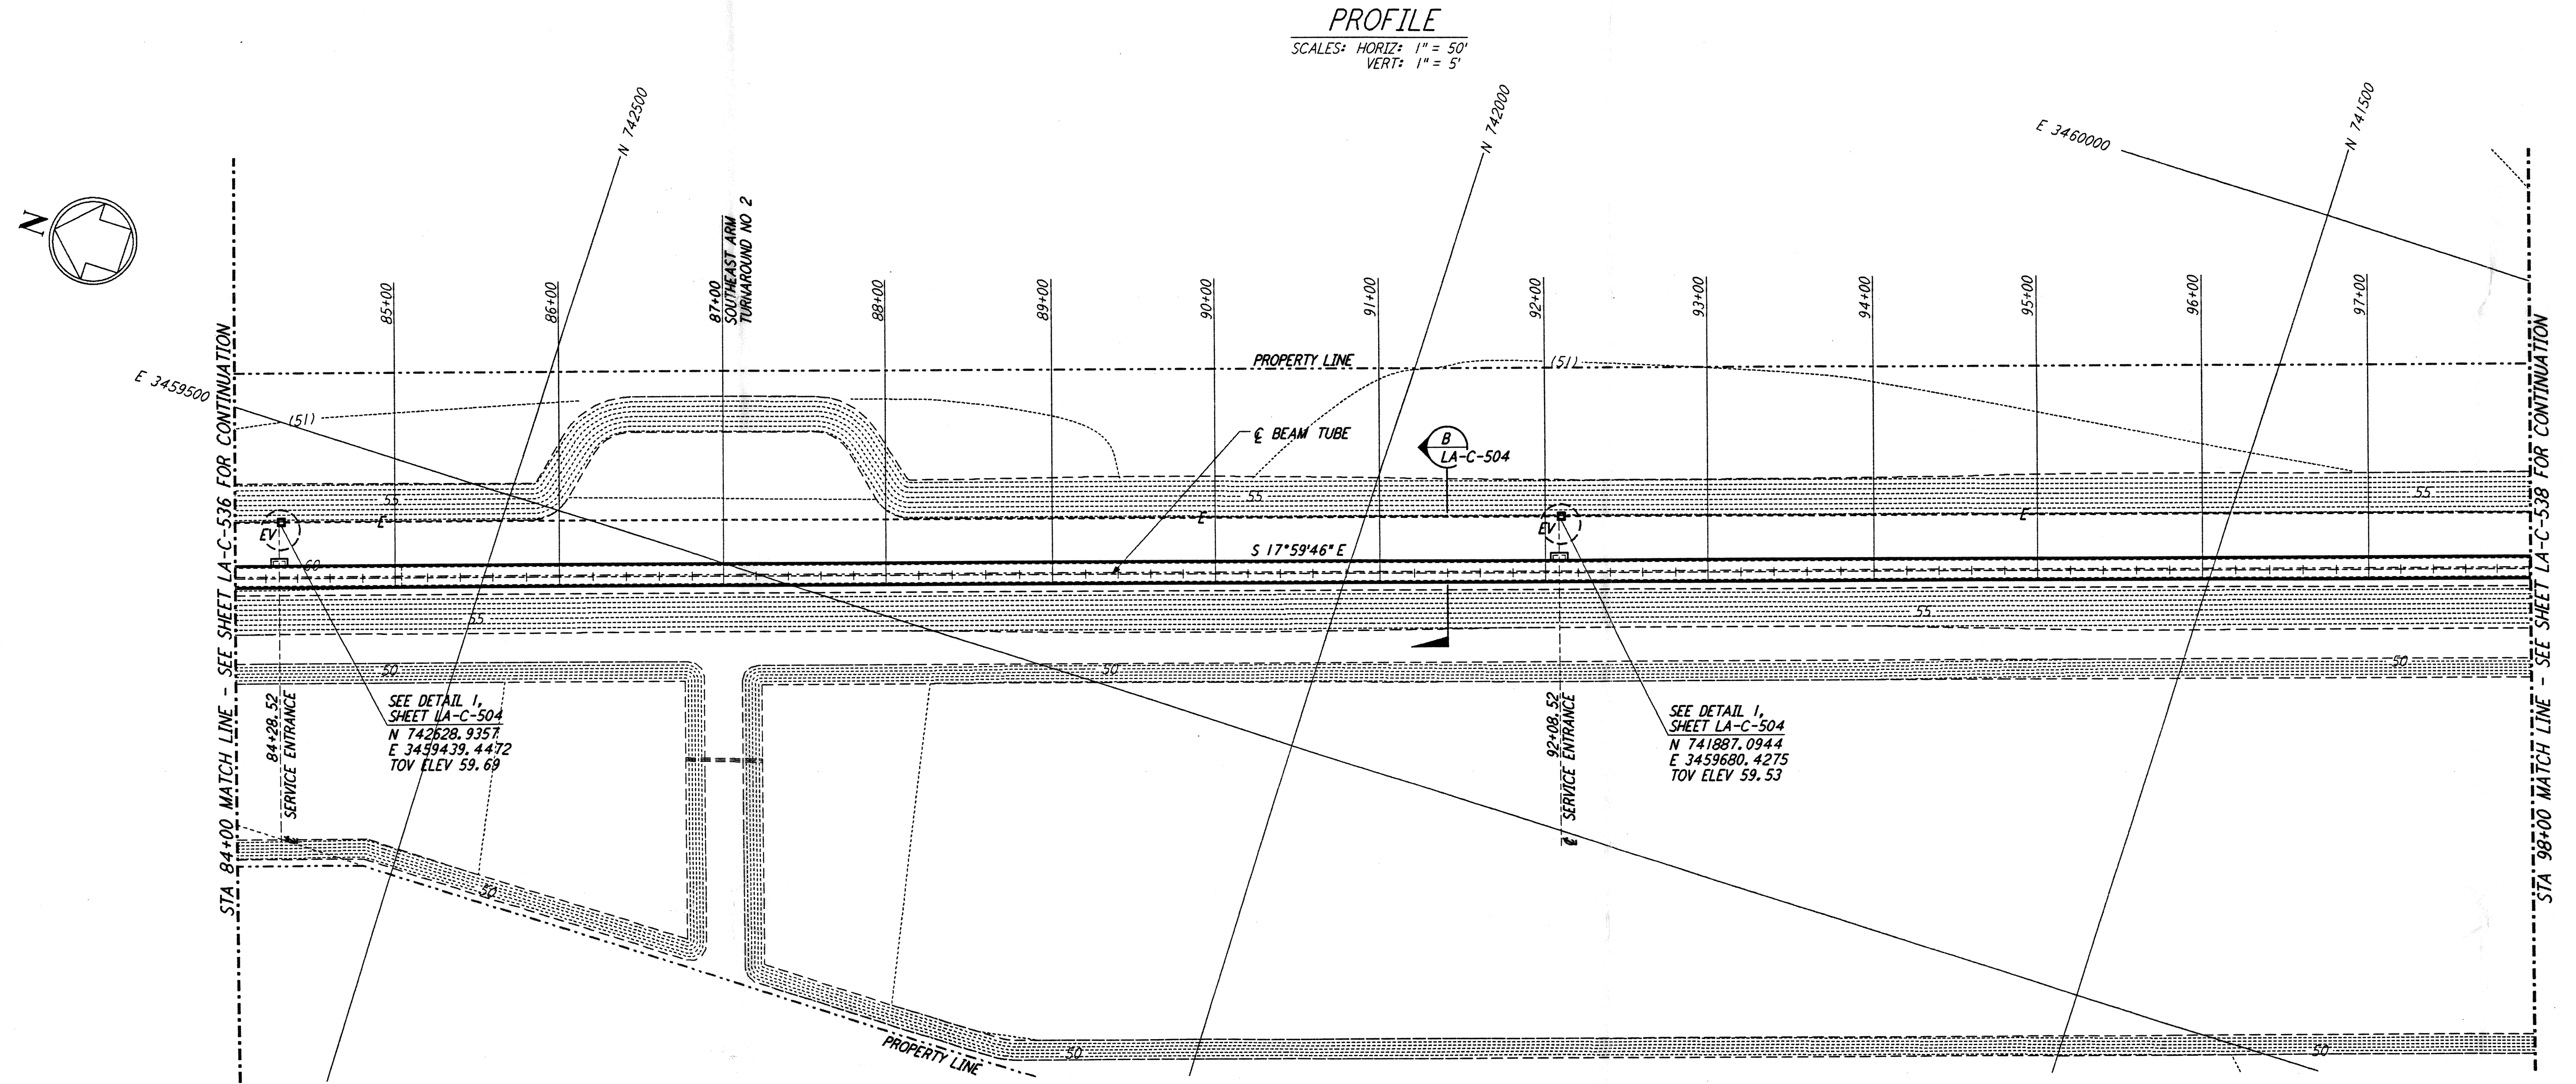 PROFILE
SCALES: HORIZ: 1" = 50'
VERT: 1" = 5'
N
N 742500
N 742000
E 3460000
N 741500
E 3459500
85+00
86+00
87+00
SOUTHEAST ARM
TURNAROUND NO 2
88+00
89+00
90+00
91+00
92+00
93+00
94+00
95+00
96+00
97+00
STA 84+00 MATCH LINE - SEE SHEET LA-C-536 FOR CONTINUATION
STA 98+00 MATCH LINE - SEE SHEET LA-C-538 FOR CONTINUATION
PROPERTY LINE
(51)
(51)
℄ BEAM TUBE
B
LA-C-504
55
55
55
E
E
E
EV
EV
S 17°59'46" E
60
55
55
50
50
50
84+28.52
℄ SERVICE ENTRANCE
SEE DETAIL 1,
SHEET LA-C-504
N 742628.9357
E 3459439.4472
TOV ELEV 59.69
92+08.52
℄ SERVICE ENTRANCE
SEE DETAIL 1,
SHEET LA-C-504
N 741887.0944
E 3459680.4275
TOV ELEV 59.53
50
PROPERTY LINE
50
50